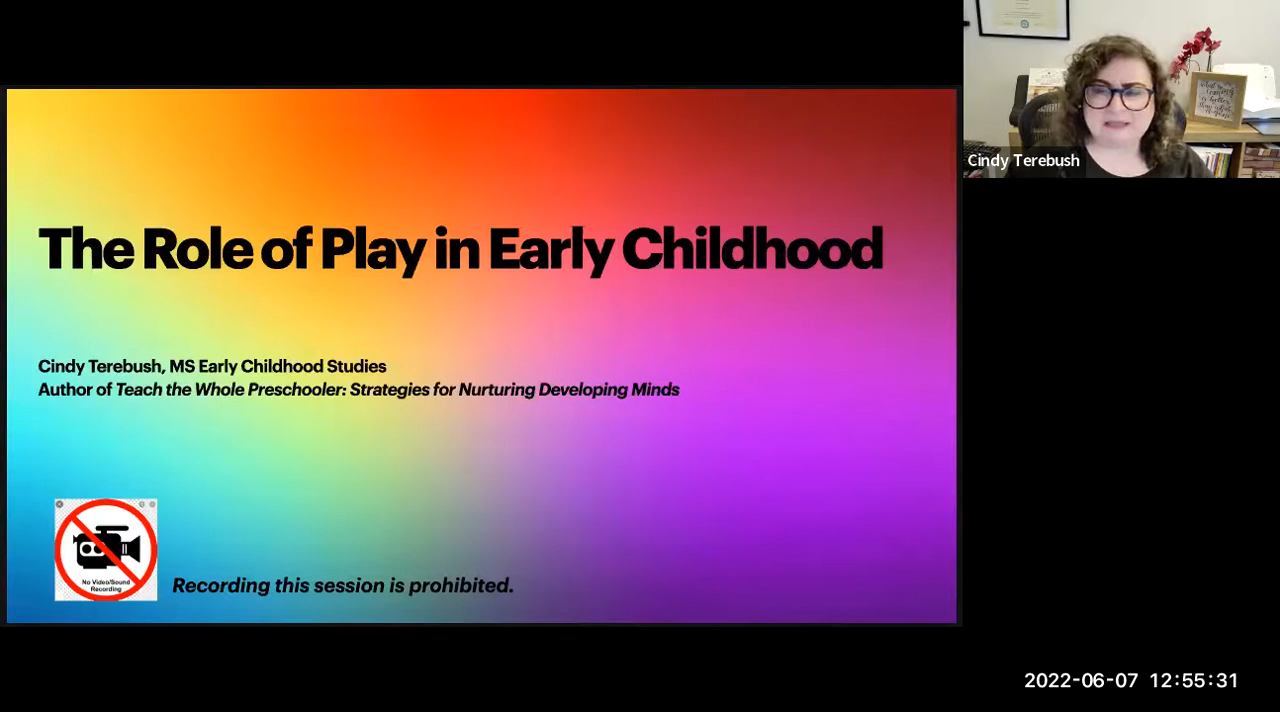 The Role of Play in Early Childhood
Cindy Terebush, MS Early Childhood Studies
Author of Teach the Whole Preschooler: Strategies for Nurturing Developing Minds
No Video/Sound
Recording
Recording this session is prohibited.
Cindy Terebush
2022-06-07 12:55:31